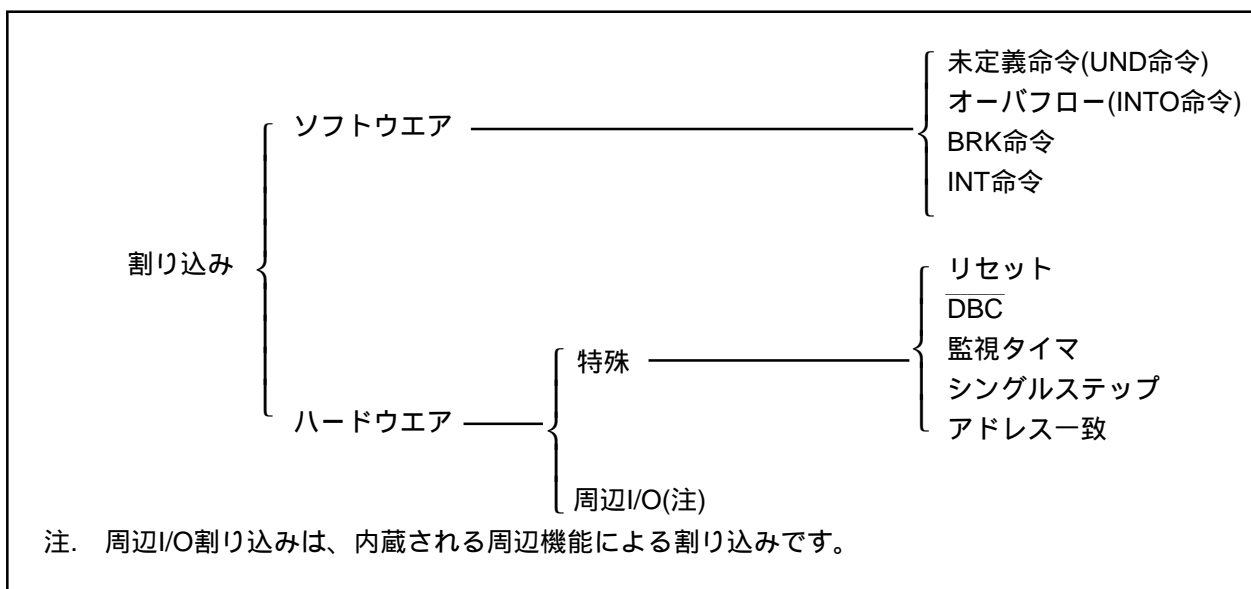 割り込み
ソフトウエア
未定義命令(UND命令)
オーバフロー(INTO命令)
BRK命令
INT命令
ハードウエア
特殊
リセット
DBC
監視タイマ
シングルステップ
アドレス一致
周辺I/O(注)
注. 周辺I/O割り込みは、内蔵される周辺機能による割り込みです。